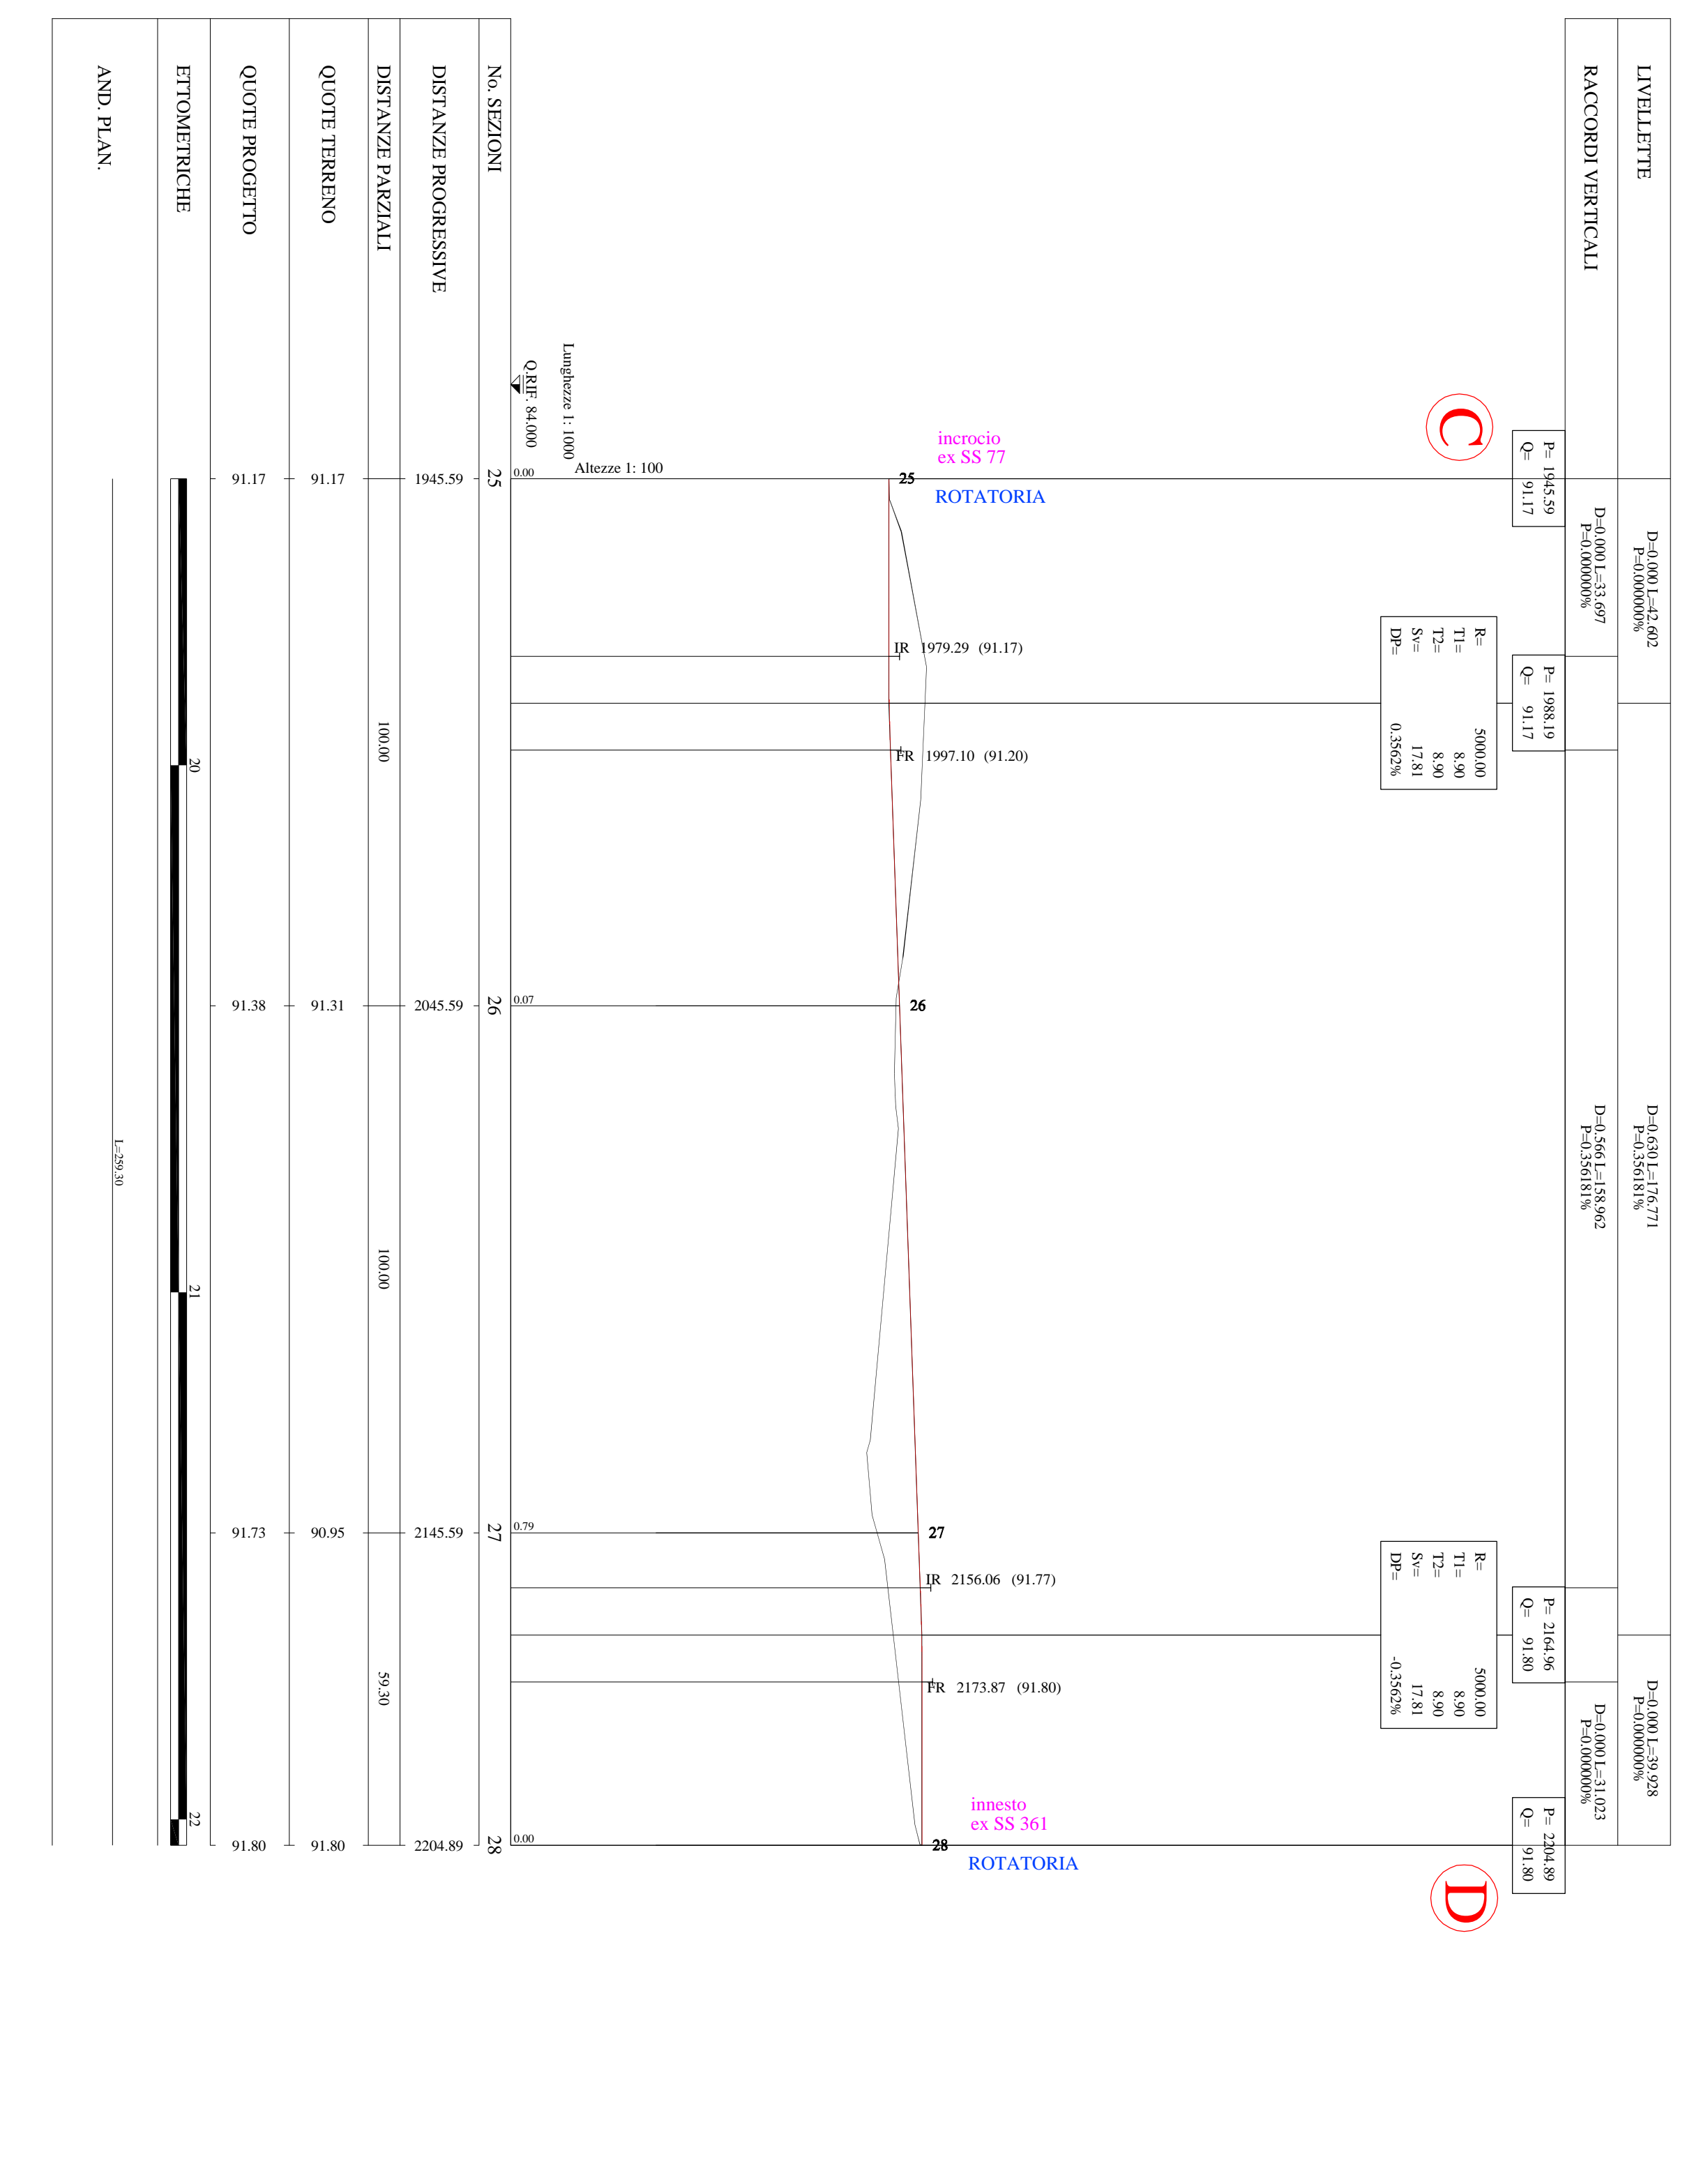 LIVELLETTE
D=0.000 L=42.602
P=0.000000%
D=0.630 L=176.771
P=0.356181%
D=0.000 L=39.928
P=0.000000%
RACCORDI VERTICALI
D=0.000 L=33.697
P=0.000000%
D=0.566 L=158.962
P=0.356181%
D=0.000 L=31.023
P=0.000000%
P= 1945.59
Q= 91.17
P= 1988.19
Q= 91.17
P= 2164.96
Q= 91.80
P= 2204.89
Q= 91.80
C
D
R= 5000.00
T1= 8.90
T2= 8.90
Sv= 17.81
DP= 0.3562%
R= 5000.00
T1= 8.90
T2= 8.90
Sv= 17.81
DP= -0.3562%
incrocio
ex SS 77
25
ROTATORIA
IR 1979.29 (91.17)
FR 1997.10 (91.20)
26
27
IR 2156.06 (91.77)
FR 2173.87 (91.80)
innesto
ex SS 361
28
ROTATORIA
Lunghezze 1: 1000
Altezze 1: 100
Q.RIF. 84.000
0.00
0.07
0.79
0.00
No. SEZIONI
25
26
27
28
DISTANZE PROGRESSIVE
1945.59
2045.59
2145.59
2204.89
DISTANZE PARZIALI
100.00
100.00
59.30
QUOTE TERRENO
91.17
91.31
90.95
91.80
QUOTE PROGETTO
91.17
91.38
91.73
91.80
ETTOMETRICHE
20
21
22
AND. PLAN.
L=259.30